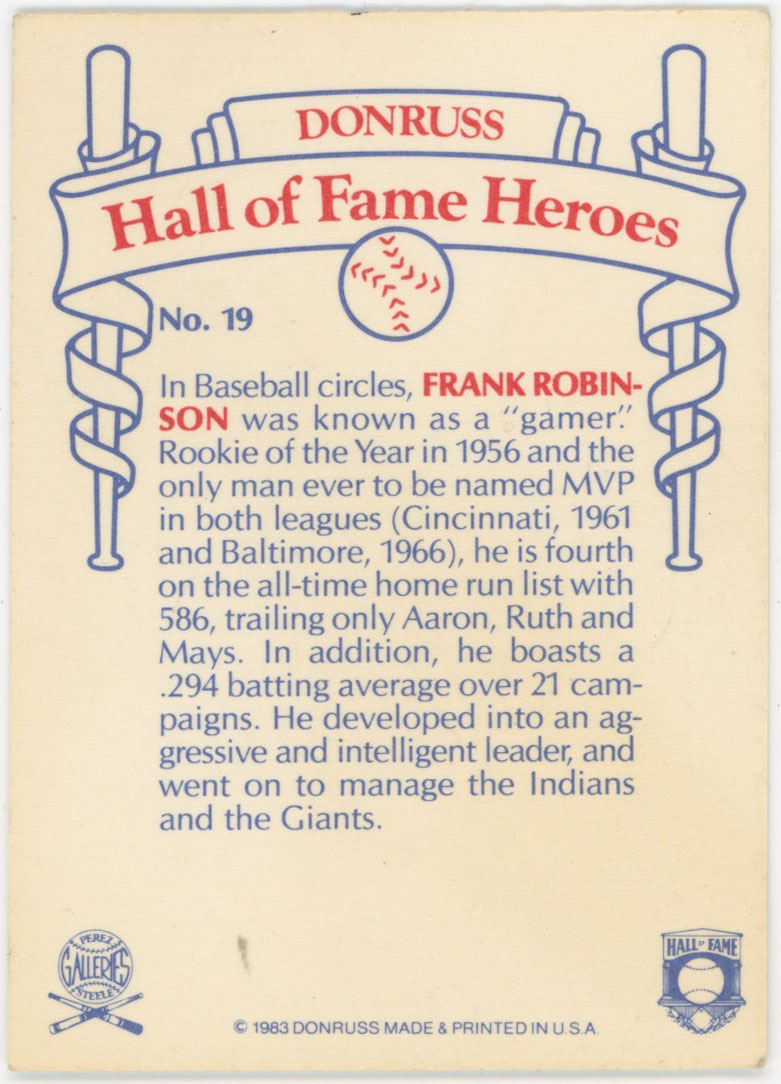 DONRUSS
Hall of Fame Heroes
No. 19
In Baseball circles, FRANK ROBIN-
SON was known as a "gamer."
Rookie of the Year in 1956 and the
only man ever to be named MVP
in both leagues (Cincinnati, 1961
and Baltimore, 1966), he is fourth
on the all-time home run list with
586, trailing only Aaron, Ruth and
Mays. In addition, he boasts a
.294 batting average over 21 cam-
paigns. He developed into an ag-
gressive and intelligent leader, and
went on to manage the Indians
and the Giants.
PEREZ
GALLERIES
STEELE
HALL OF FAME
© 1983 DONRUSS MADE & PRINTED IN U.S.A.